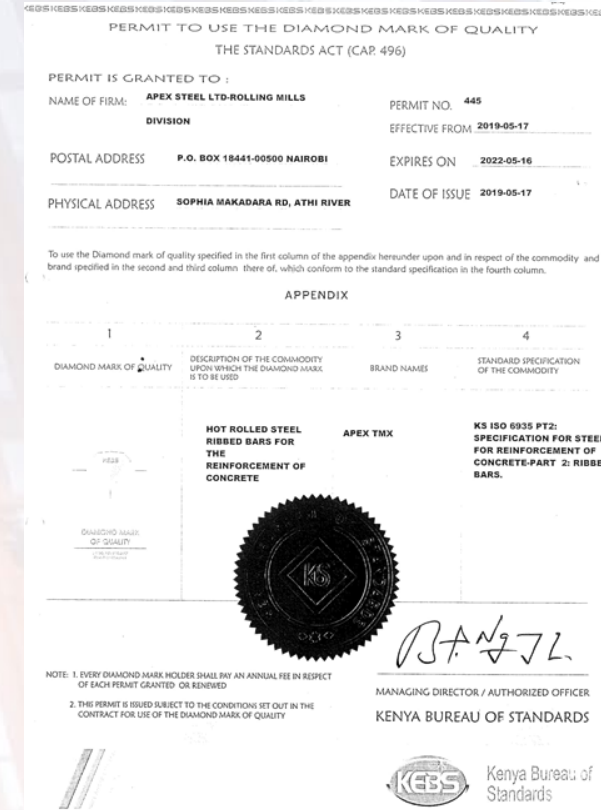 KEBSKEBSKEBSKEBSKEBSKEBSKEBSKEBSKEBSKEBSKEBSKEBSKEBSKEBSKEBS
PERMIT TO USE THE DIAMOND MARK OF QUALITY
THE STANDARDS ACT (CAP. 496)
PERMIT IS GRANTED TO :
NAME OF FIRM: APEX STEEL LTD-ROLLING MILLS
DIVISION
PERMIT NO. 445
EFFECTIVE FROM 2019-05-17
POSTAL ADDRESS P.O. BOX 18441-00500 NAIROBI
EXPIRES ON 2022-05-16
DATE OF ISSUE 2019-05-17
PHYSICAL ADDRESS SOPHIA MAKADARA RD, ATHI RIVER
To use the Diamond mark of quality specified in the first column of the appendix hereunder upon and in respect of the commodity and
brand specified in the second and third column there of, which conform to the standard specification in the fourth column.
APPENDIX
1 2 3 4
DIAMOND MARK OF QUALITY
DESCRIPTION OF THE COMMODITY
UPON WHICH THE DIAMOND MARK
IS TO BE USED
BRAND NAMES
STANDARD SPECIFICATION
OF THE COMMODITY
KEBS
DIAMOND MARK
OF QUALITY
HOT ROLLED STEEL
RIBBED BARS FOR
THE
REINFORCEMENT OF
CONCRETE
APEX TMX
KS ISO 6935 PT2:
SPECIFICATION FOR STEEL
FOR REINFORCEMENT OF
CONCRETE-PART 2: RIBBE
BARS.
KS
NOTE: 1. EVERY DIAMOND MARK HOLDER SHALL PAY AN ANNUAL FEE IN RESPECT
OF EACH PERMIT GRANTED OR RENEWED
2. THIS PERMIT IS ISSUED SUBJECT TO THE CONDITIONS SET OUT IN THE
CONTRACT FOR USE OF THE DIAMOND MARK OF QUALITY
MANAGING DIRECTOR / AUTHORIZED OFFICER
KENYA BUREAU OF STANDARDS
KEBS
Kenya Bureau of
Standards